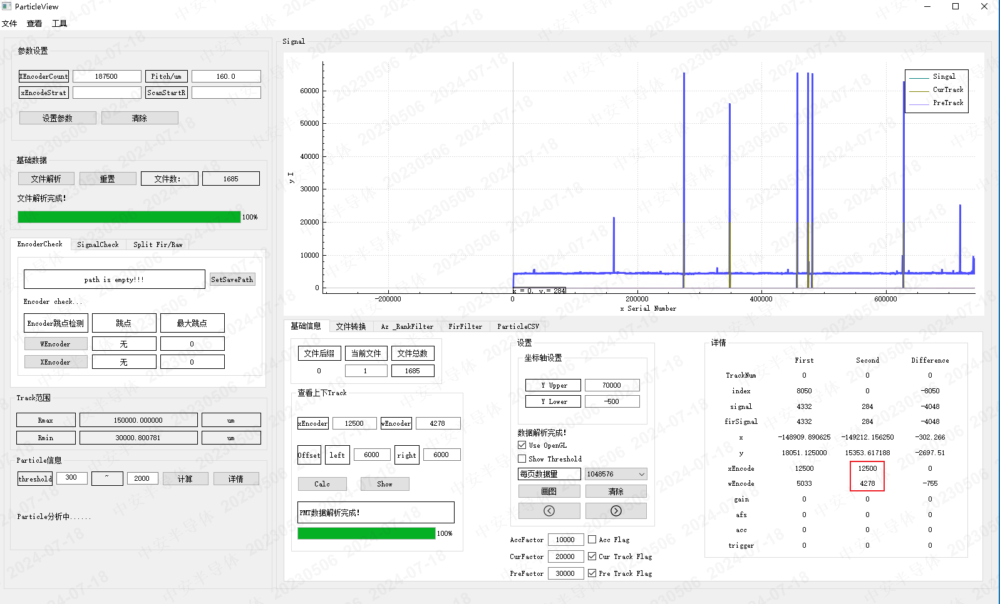 ParticleView
文件 查看 工具
参数设置
XEncoderCount 187500 Pitch/um 160.0
xEncodeStrat ScanStartR
设置参数 清除
基础数据
文件解析 重置 文件数: 1685
文件解析完成!
100%
EncoderCheck SignalCheck Split Fir/Raw
path is empty!!! SetSavePath
Encoder check...
Encoder跳点检测 跳点 最大跳点
WEncoder 无 0
XEncoder 无 0
Track范围
Rmax 150000.000000 um
Rmin 30000.800781 um
Particle信息
threshold 300 ~ 2000 计算 详情
Particle分析中......
Signal
Singal
CurTrack
PreTrack
60000
50000
40000
30000
20000
10000
0
y I
x = 0, y = 284
-200000 0 200000 400000 600000
x Serial Number
基础信息 文件转换 Az _RankFilter FirFilter ParticleCSV
文件后缀 当前文件 文件总数
0 1 1685
查看上下Track
xEncoder 12500 wEncoder 4278
Offset left 6000 right 6000
Calc Show
PMT数据解析完成!
100%
设置
坐标轴设置
Y Upper 70000
Y Lower -500
数据解析完成!
Use OpenGL
Show Threshold
每页数据量 1048576
画图 清除
AccFactor 10000 Acc Flag
CurFactor 20000 Cur Track Flag
PreFactor 30000 Pre Track Flag
详情
First Second Difference
TrackNum 0 0 0
index 8050 0 -8050
signal 4332 284 -4048
firSignal 4332 284 -4048
x -148909.890625 -149212.156250 -302.266
y 18051.125000 15353.617188 -2697.51
xEncode 12500 12500 0
wEncode 5033 4278 -755
gain 0 0 0
afs 0 0 0
acc 0 0 0
trigger 0 0 0
中安半导体 20230506 2024-07-18